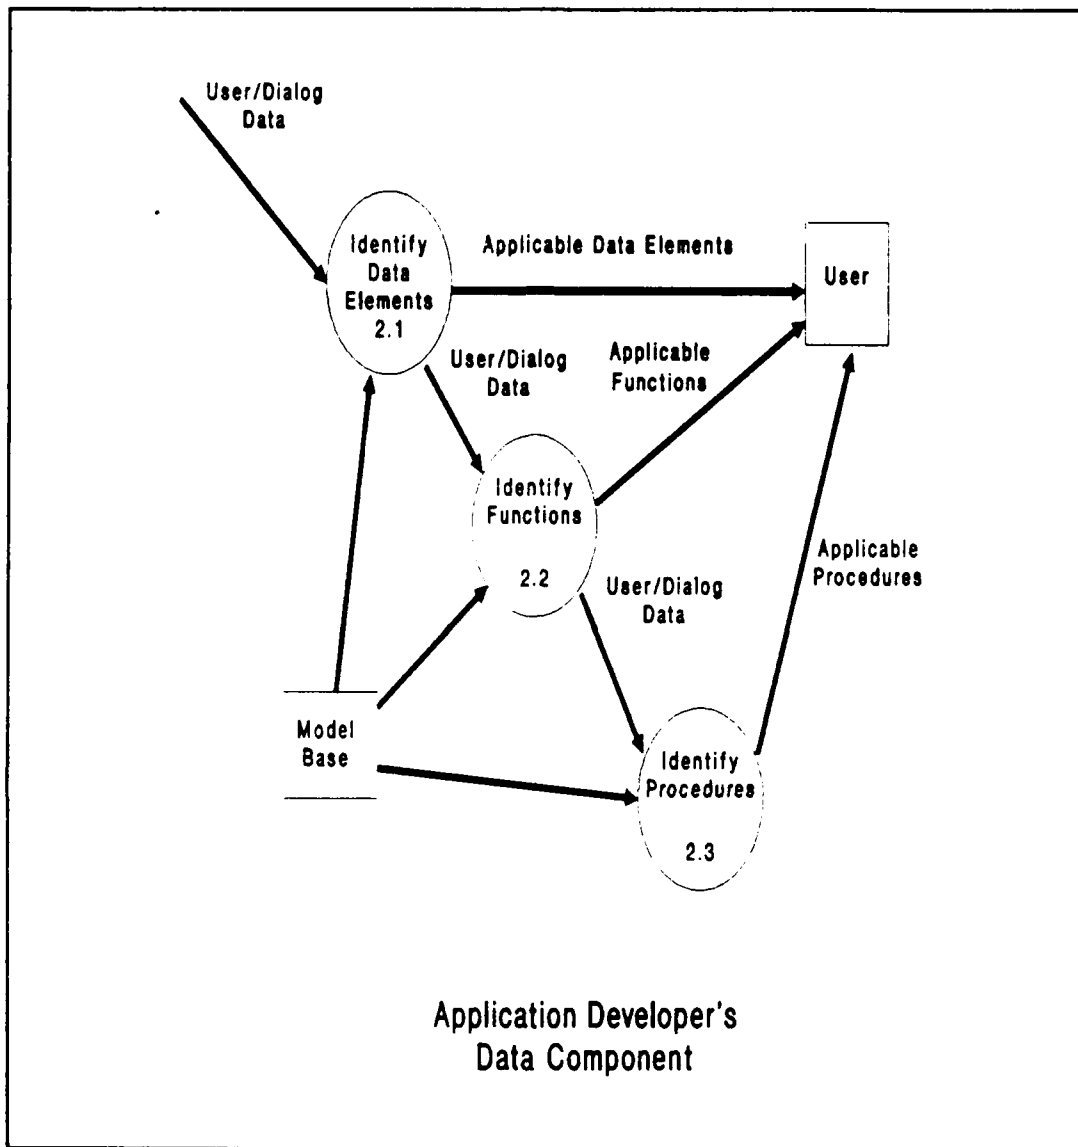 User/Dialog
Data
Identify
Data
Elements
2.1
Applicable Data Elements
User
User/Dialog
Data
Applicable
Functions
Identify
Functions
2.2
Applicable
Procedures
User/Dialog
Data
Model
Base
Identify
Procedures
2.3
Application Developer's
Data Component